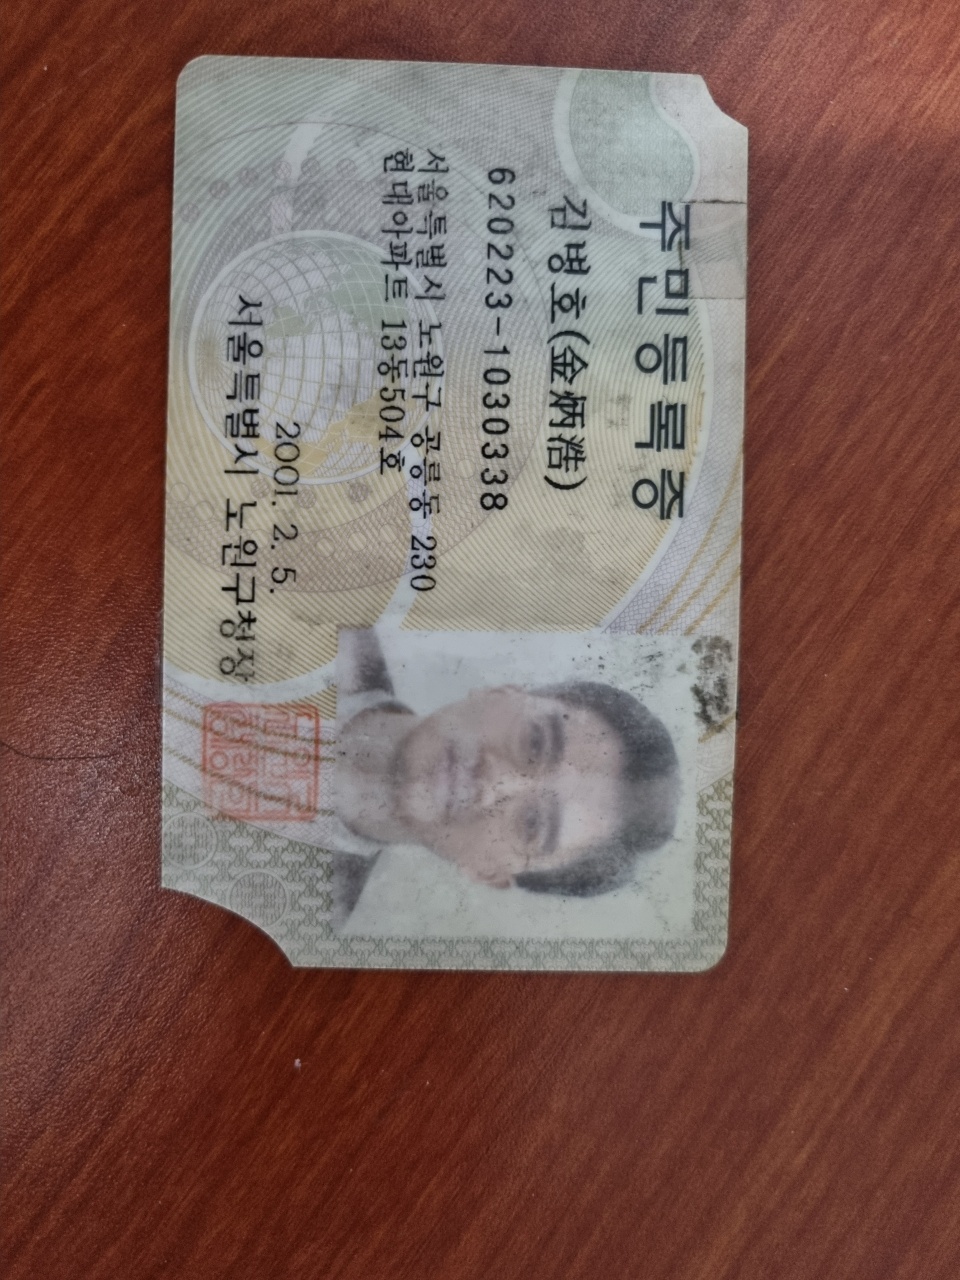 주민등록증
김병호(金炳浩)
620223-1030338
서울특별시 노원구 공릉동 230
현대아파트 13동504호
2001. 2. 5.
서울특별시 노원구청장